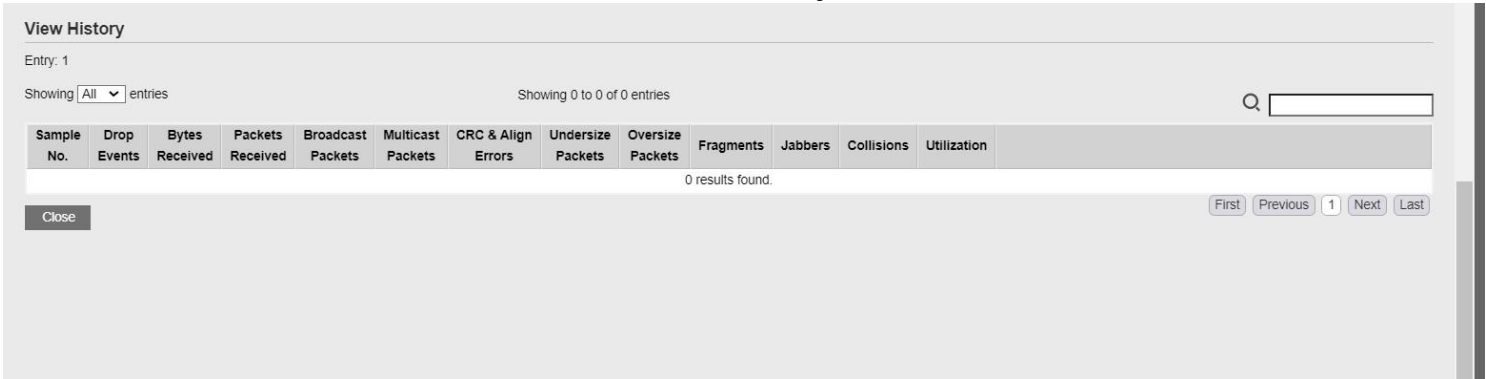 View History
Entry: 1
Showing All entries Showing 0 to 0 of 0 entries
Sample No. Drop Events Bytes Received Packets Received Broadcast Packets Multicast Packets CRC & Align Errors Undersize Packets Oversize Packets Fragments Jabbers Collisions Utilization
0 results found.
First Previous 1 Next Last
Close